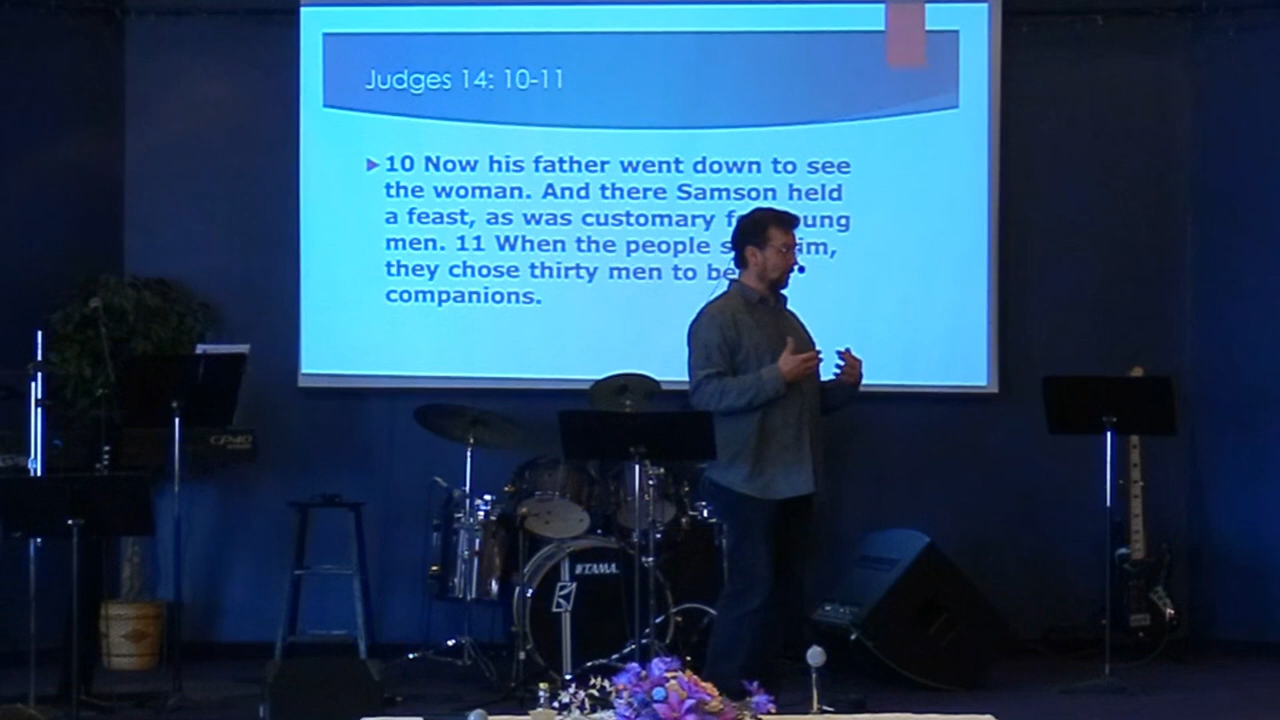 Judges 14: 10-11
10 Now his father went down to see
the woman. And there Samson held
a feast, as was customary
men. 11 When the people
they chose thirty men to be
companions.
CP40
TAMA